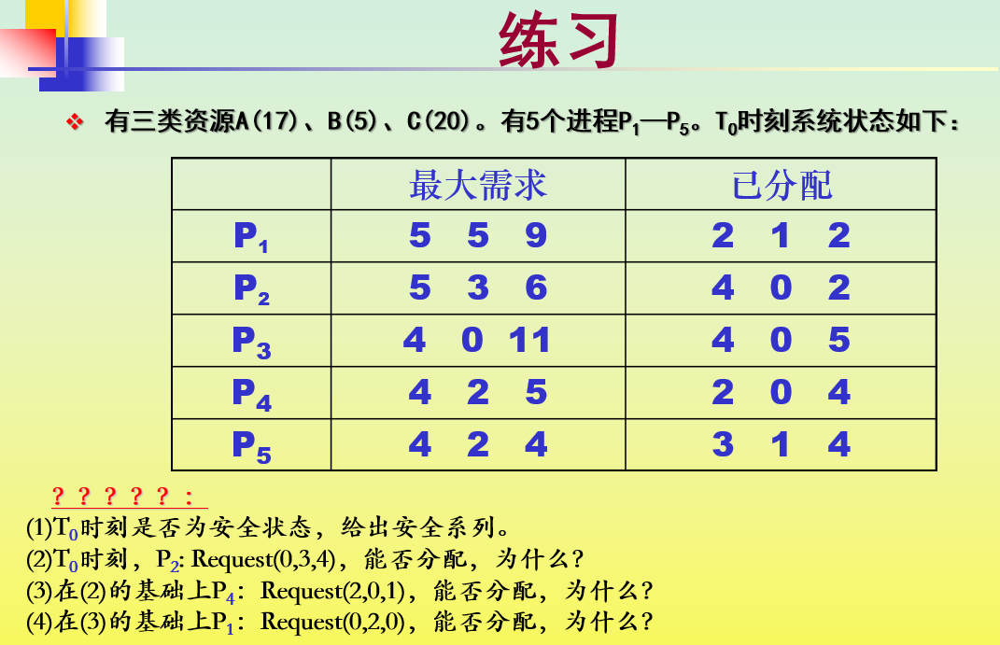 练习
有三类资源A(17)、B(5)、C(20)。有5个进程P1—P5。T0时刻系统状态如下：
最大需求 已分配
P1 5 5 9 2 1 2
P2 5 3 6 4 0 2
P3 4 0 11 4 0 5
P4 4 2 5 2 0 4
P5 4 2 4 3 1 4
？？？？？：
(1)T0时刻是否为安全状态，给出安全系列。
(2)T0时刻，P2: Request(0,3,4)，能否分配，为什么?
(3)在(2)的基础上P4：Request(2,0,1)，能否分配，为什么?
(4)在(3)的基础上P1：Request(0,2,0)，能否分配，为什么?